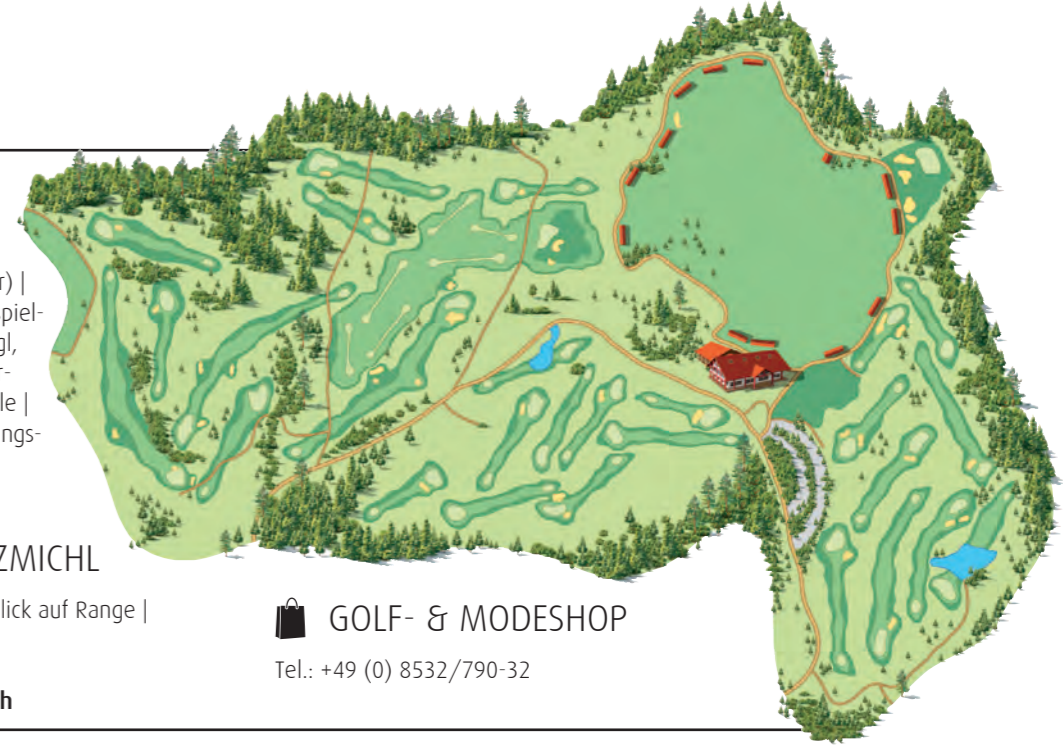 r) |
piel-
gl,
r-
le |
ngs-
ZMICHL
lick auf Range |
h
GOLF- & MODESHOP
Tel.: +49 (0) 8532/790-32